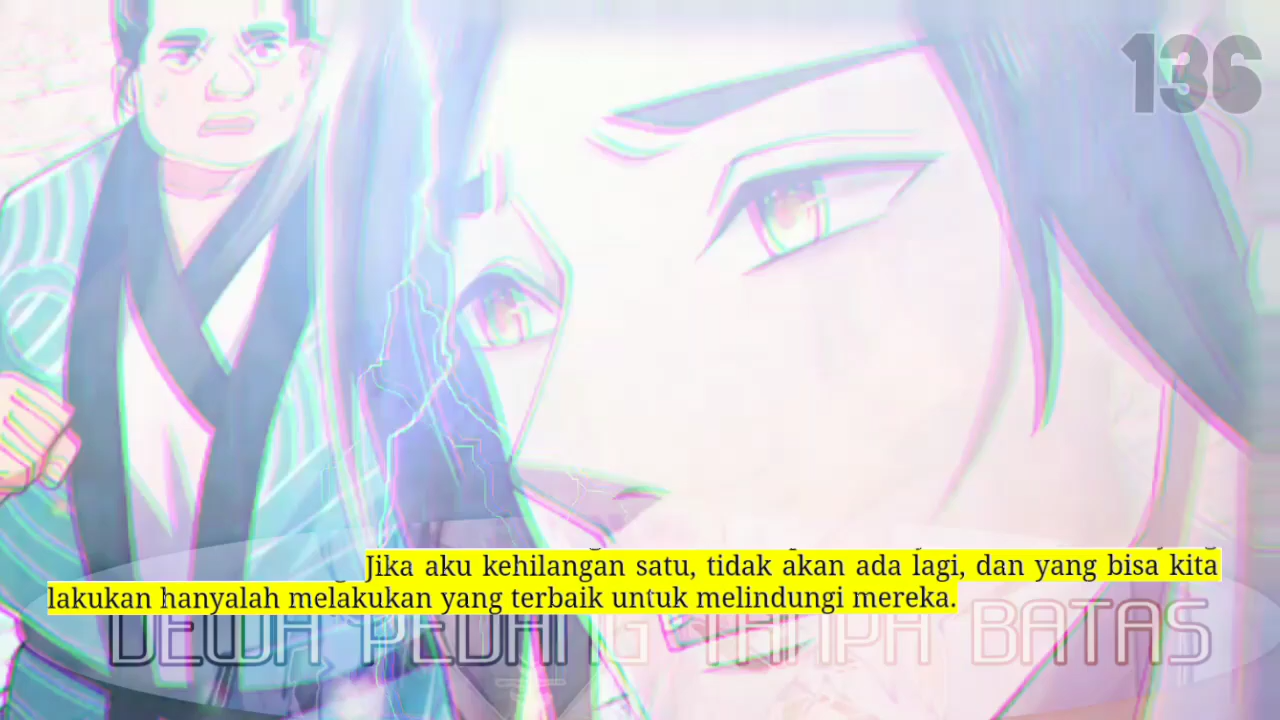 136
Jika aku kehilangan satu, tidak akan ada lagi, dan yang bisa kita
lakukan hanyalah melakukan yang terbaik untuk melindungi mereka.
DEWA PEDANG TANPA BATAS